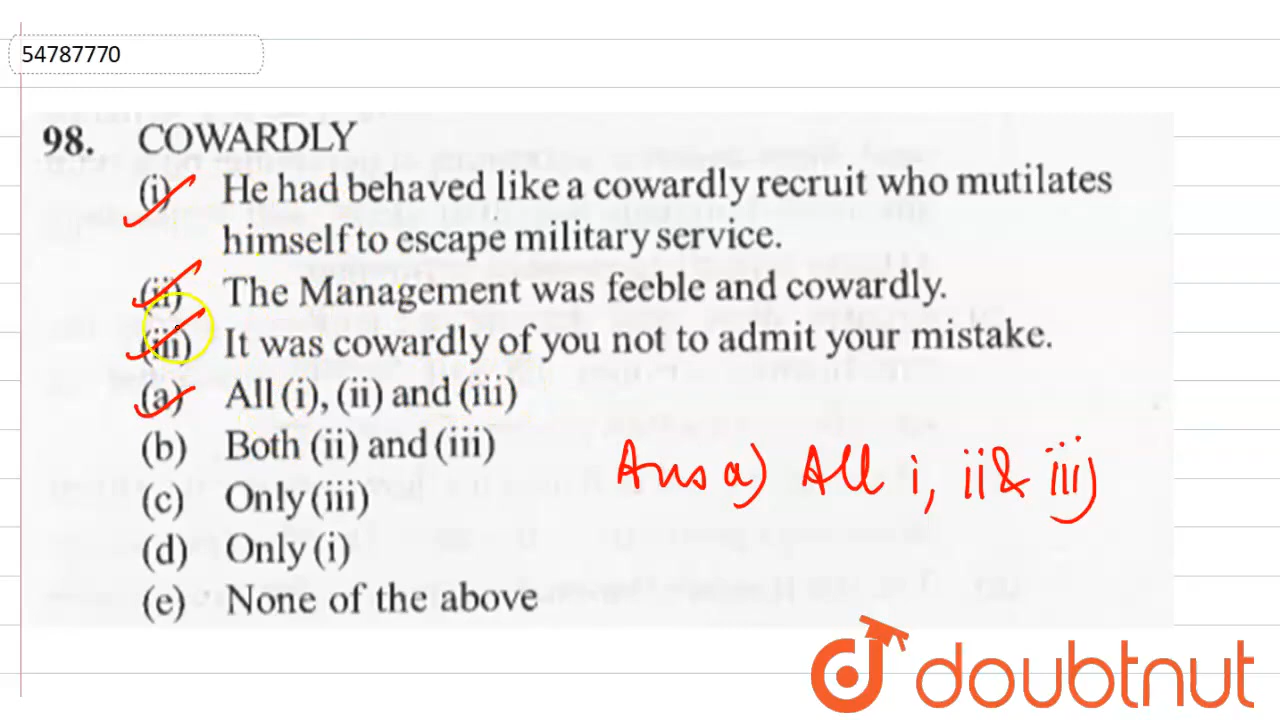 54787770
98. COWARDLY
(i) He had behaved like a cowardly recruit who mutilates
himself to escape military service.
(ii) The Management was feeble and cowardly.
(iii) It was cowardly of you not to admit your mistake.
(a) All (i), (ii) and (iii)
(b) Both (ii) and (iii)
(c) Only (iii)
(d) Only (i)
(e) None of the above
Ans a) All i, ii & iii)
doubtnut